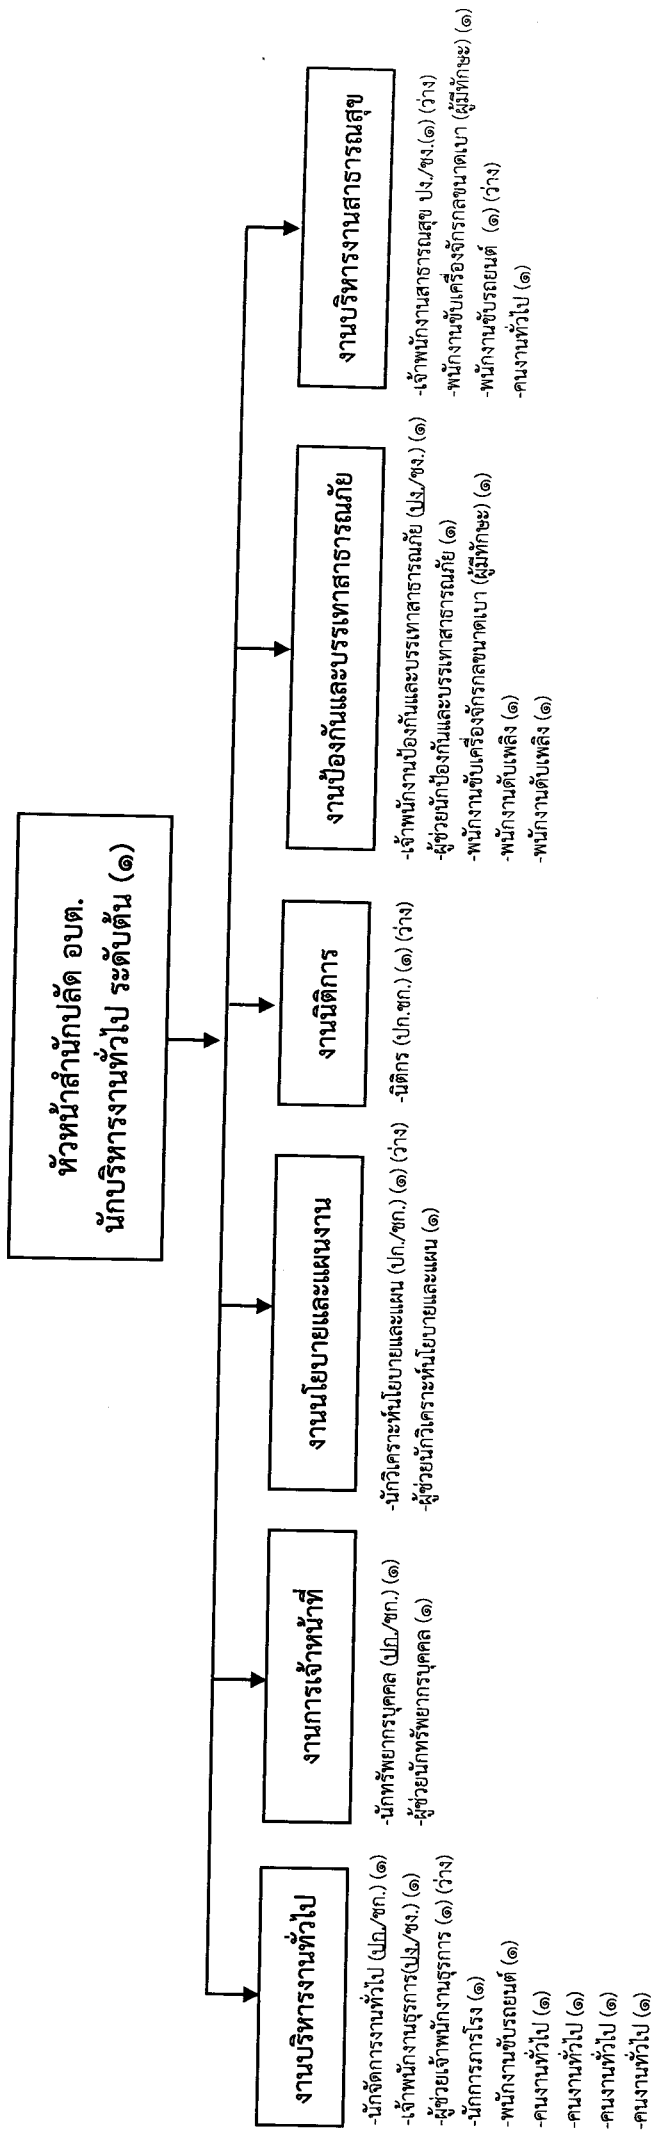 หัวหน้าสำนักปลัด อบต.
นักบริหารงานทั่วไป ระดับต้น (๑)
งานบริหารงานทั่วไป
-นักจัดการงานทั่วไป (ปก./ชก.) (๑)
-เจ้าพนักงานธุรการ(ปง./ชง.) (๑)
-ผู้ช่วยเจ้าพนักงานธุรการ (๑) (ว่าง)
-นักการภารโรง (๑)
-พนักงานขับรถยนต์ (๑)
-คนงานทั่วไป (๑)
-คนงานทั่วไป (๑)
-คนงานทั่วไป (๑)
-คนงานทั่วไป (๑)
งานการเจ้าหน้าที่
-นักทรัพยากรบุคคล (ปก./ชก.) (๑)
-ผู้ช่วยนักทรัพยากรบุคคล (๑)
งานนโยบายและแผนงาน
-นักวิเคราะห์นโยบายและแผน (ปก./ชก.) (๑) (ว่าง)
-ผู้ช่วยนักวิเคราะห์นโยบายและแผน (๑)
งานนิติการ
-นิติกร (ปก.ชก.) (๑) (ว่าง)
งานป้องกันและบรรเทาสาธารณภัย
-เจ้าพนักงานป้องกันและบรรเทาสาธารณภัย (ปง./ชง.) (๑)
-ผู้ช่วยนักป้องกันและบรรเทาสาธารณภัย (๑)
-พนักงานขับเครื่องจักรกลขนาดเบา (ผู้มีทักษะ) (๑)
-พนักงานดับเพลิง (๑)
-พนักงานดับเพลิง (๑)
งานบริหารงานสาธารณสุข
-เจ้าพนักงานสาธารณสุข ปง./ชง.(๑) (ว่าง)
-พนักงานขับเครื่องจักรกลขนาดเบา (ผู้มีทักษะ) (๑)
-พนักงานขับรถยนต์ (๑) (ว่าง)
-คนงานทั่วไป (๑)